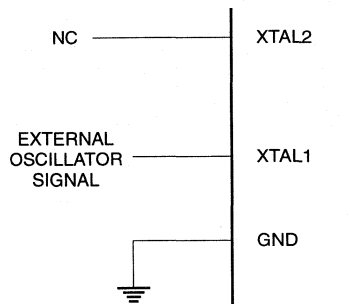 NC
XTAL2
EXTERNAL
OSCILLATOR
SIGNAL
XTAL1
GND